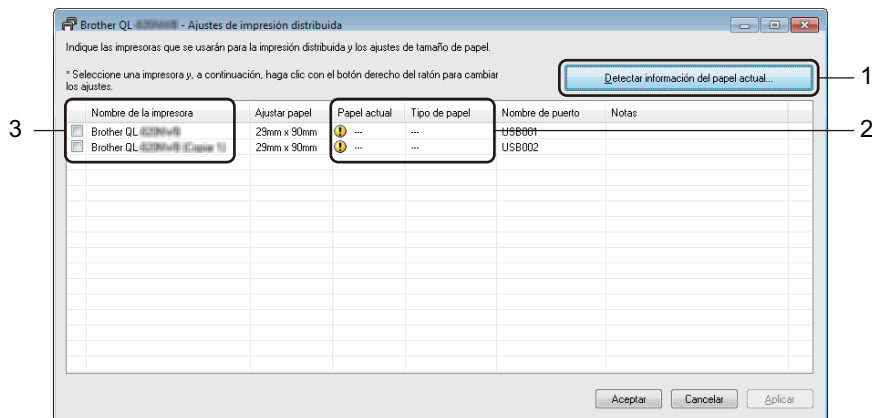 Brother QL - Ajustes de impresión distribuida
Indique las impresoras que se usarán para la impresión distribuida y los ajustes de tamaño de papel.
* Seleccione una impresora y, a continuación, haga clic con el botón derecho del ratón para cambiar
los ajustes.
Detectar información del papel actual...
1
Nombre de la impresora Ajustar papel Papel actual Tipo de papel Nombre de puerto Notas
3
Brother QL 29mm x 90mm --- --- USB001
2
Brother QL (Copiar 1) 29mm x 90mm --- --- USB002
Aceptar Cancelar Aplicar